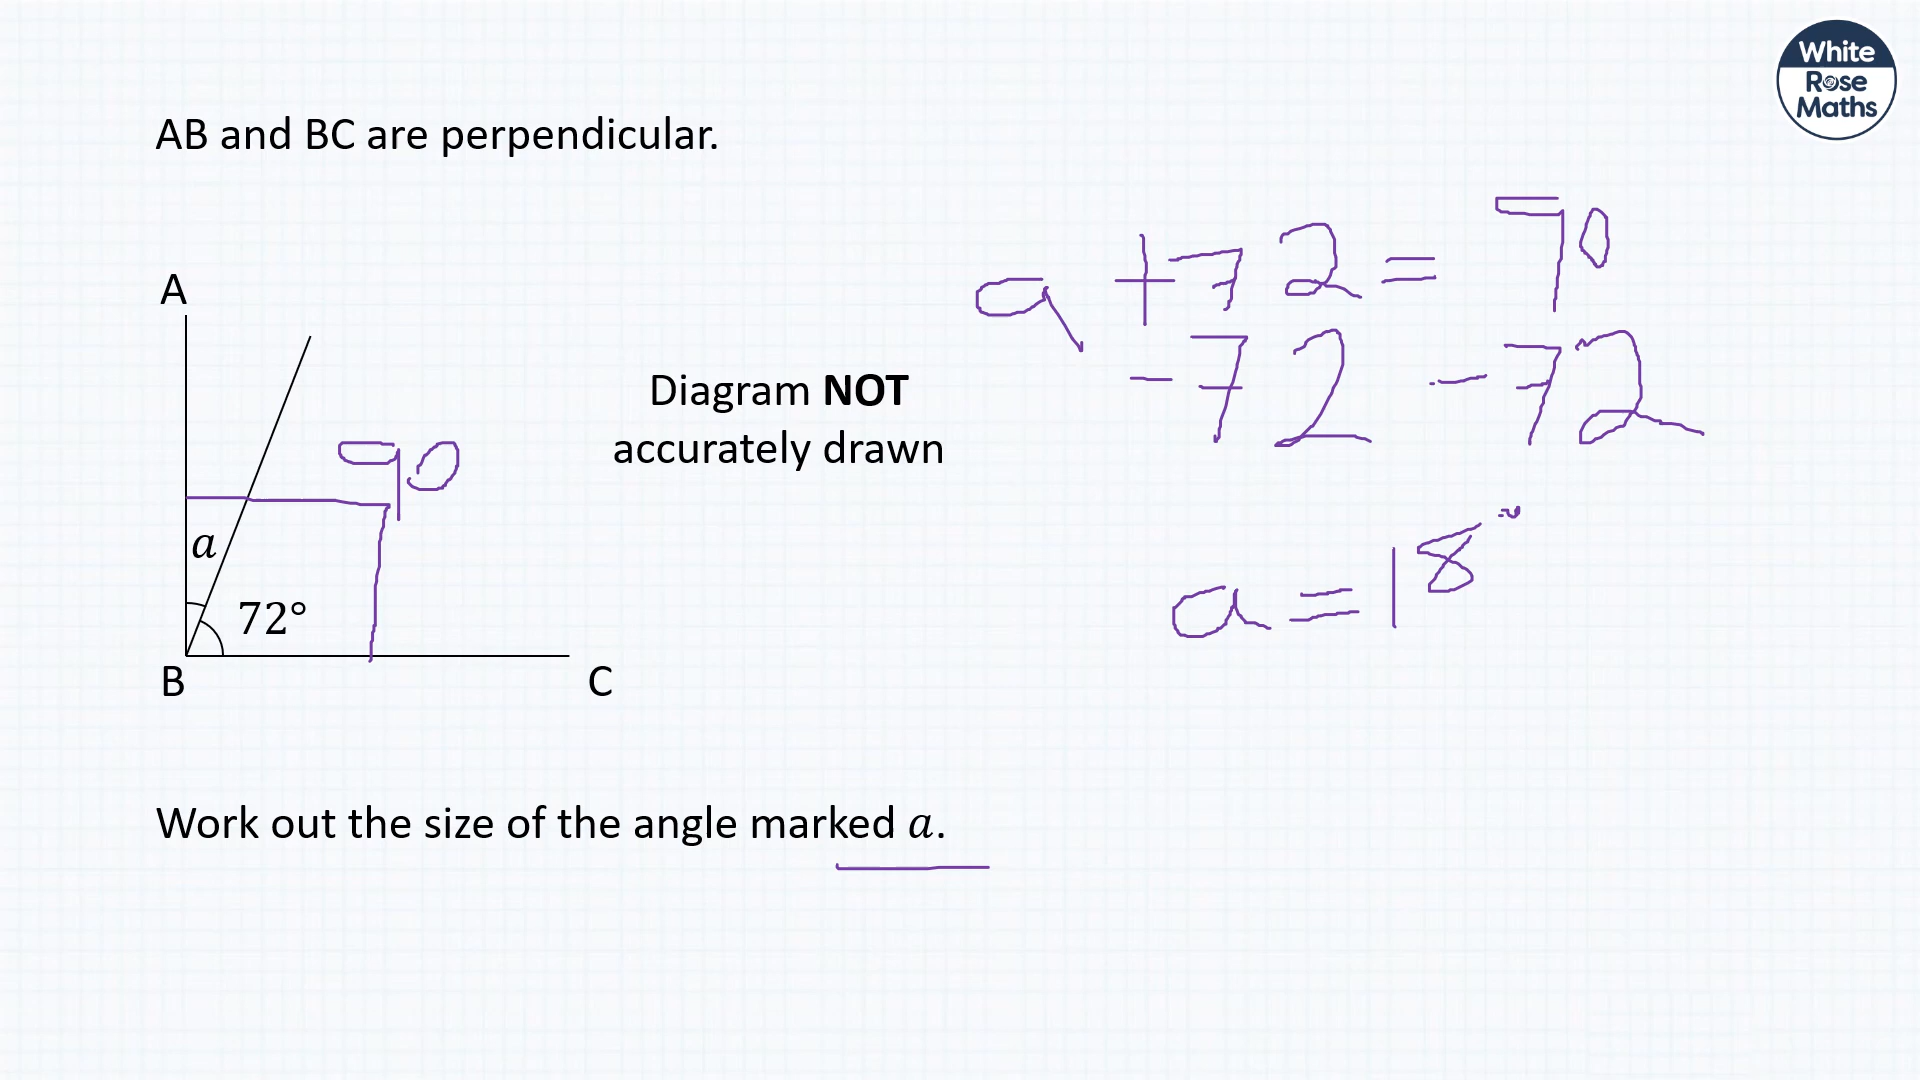 White
Rose
Maths
AB and BC are perpendicular.
a + 72 = 90
A
- 72 - 72
Diagram NOT
accurately drawn
90
a
a = 18°
72°
B
C
Work out the size of the angle marked a.